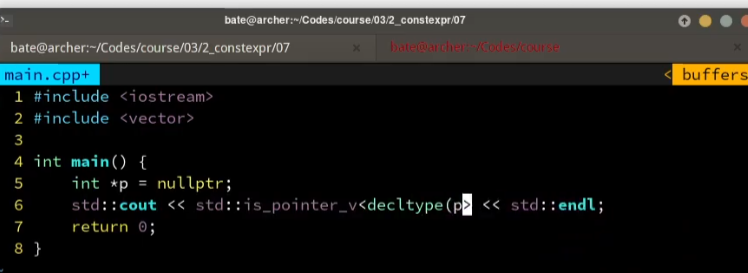 bate@archer:~/Codes/course/03/2_constexpr/07
bate@archer:~/Codes/course/03/2_constexpr/07 × bate@archer:~/Codes/course ×
main.cpp+ < buffers
1 #include <iostream>
2 #include <vector>
3
4 int main() {
5     int *p = nullptr;
6     std::cout << std::is_pointer_v<decltype(p> << std::endl;
7     return 0;
8 }